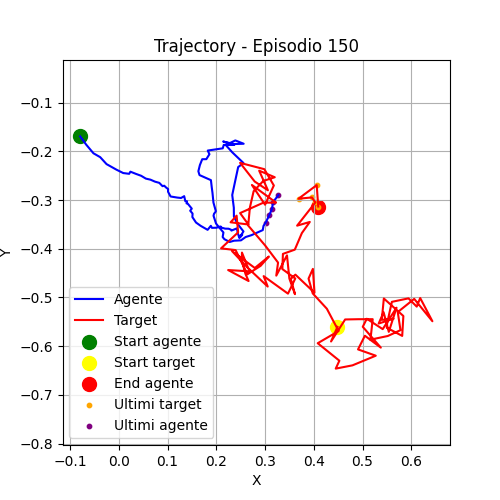 Trajectory - Episodio 150
Y
−0.1
−0.2
−0.3
−0.4
−0.5
−0.6
−0.7
−0.8
Agente
Target
Start agente
Start target
End agente
Ultimi target
Ultimi agente
−0.1 0.0 0.1 0.2 0.3 0.4 0.5 0.6
X